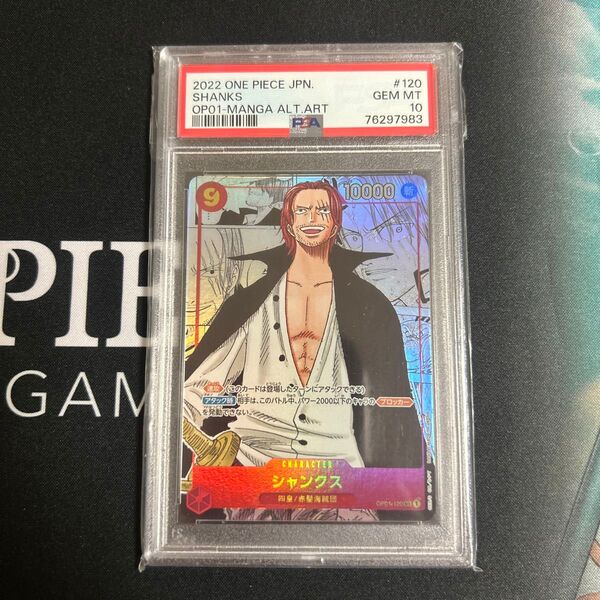 2022 ONE PIECE JPN. #120
SHANKS GEM MT
OP01-MANGA ALT.ART 10
PSA 76297983
9 10000 斬
速攻 (このカードは登場したターンにアタックできる)
アタック時 相手は、このバトル中、パワー2000以下のキャラの ブロッカー
を発動できない。
CHARACTER
シャンクス
四皇/赤髪海賊団
OP01-120 SEC 1
PIE
GAM